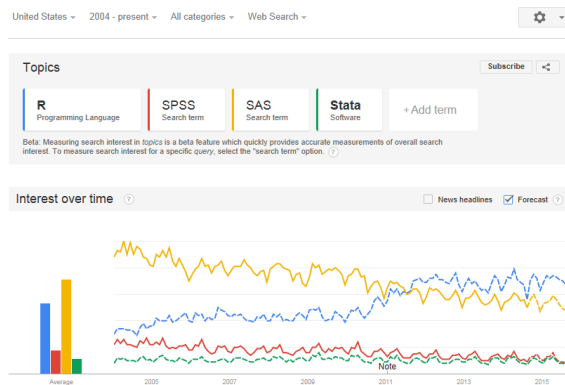 United States 2004 - present All categories Web Search
Topics Subscribe
R SPSS SAS Stata + Add term
Programming Language Search term Search term Software
Beta: Measuring search interest in topics is a beta feature which quickly provides accurate measurements of overall search
interest. To measure search interest for a specific query, select the "search term" option. ?
Interest over time ? News headlines Forecast ?
Note
Average 2005 2007 2009 2011 2013 2015